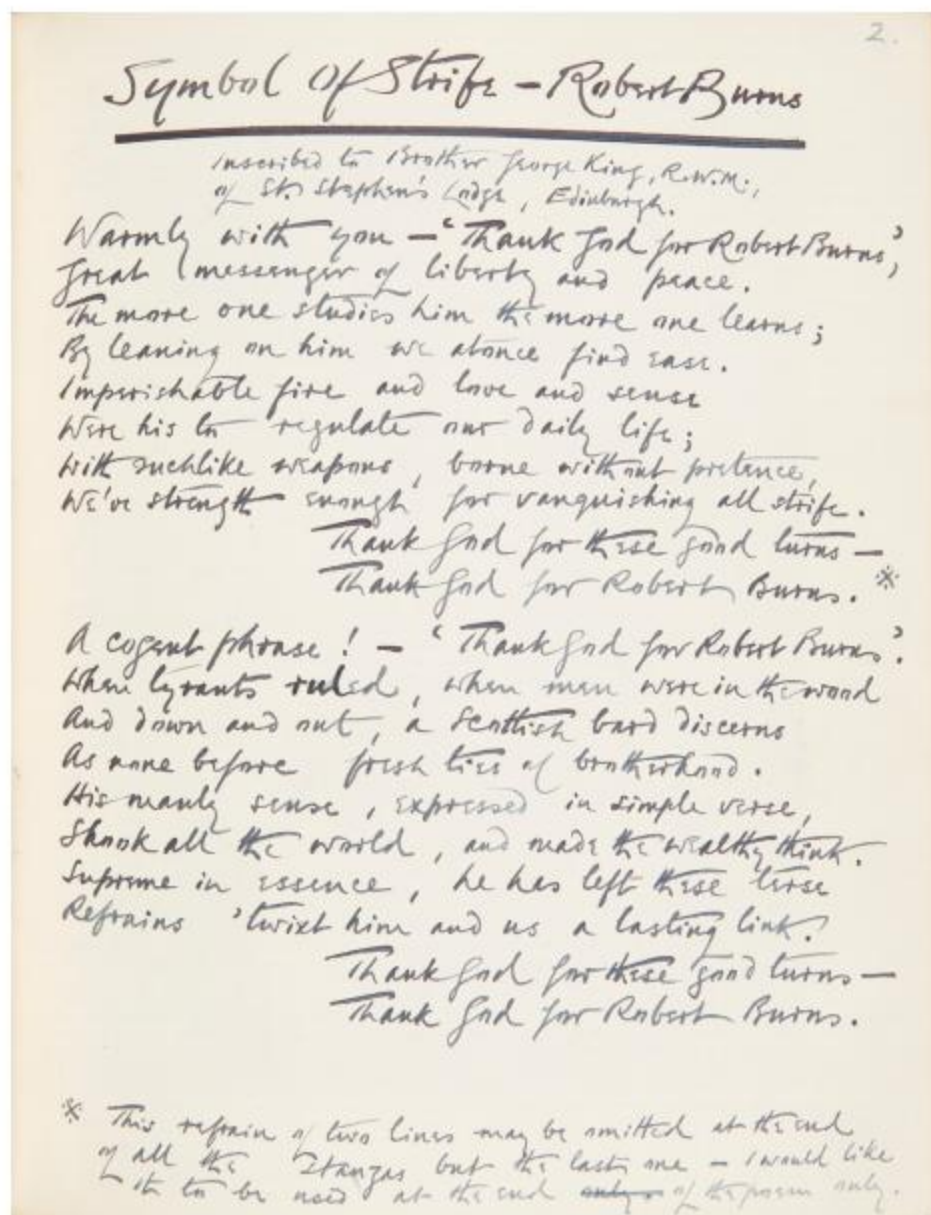 2.
Symbol Of Strife – Robert Burns
Inscribed to Brother George King, R.W.M.,
of St. Stephen's Lodge, Edinburgh.
Warmly with you – 'Thank God for Robert Burns',
Great messenger of liberty and peace.
The more one studies him the more one learns;
By leaning on him we atonce find ease.
Imperishable fire and love and sense
Were his to regulate our daily life;
With suchlike weapons, borne without pretence,
We've strength enough for vanquishing all strife.
Thank God for these good turns –
Thank God for Robert Burns. ※
A cogent phrase! – 'Thank God for Robert Burns'.
When tyrants ruled, when men were in the wood
And down and out, a Scottish bard discerns
As none before fresh ties of brotherhood.
His manly sense, expressed in simple verse,
Shook all the world, and made the wealthy think.
Supreme in essence, he has left these terse
Refrains 'twixt him and us a lasting link!
Thank God for these good turns –
Thank God for Robert Burns.
※ This refrain of two lines may be omitted at the end
of all the Stanzas but the last one – I would like
it to be used at the end only of the poem only.